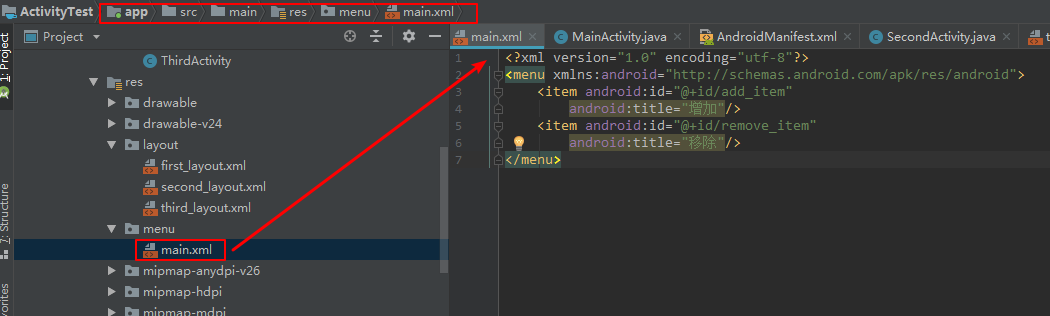 ActivityTest app src main res menu main.xml
1: Project
Project
main.xml MainActivity.java AndroidManifest.xml SecondActivity.java
ThirdActivity
res
drawable
drawable-v24
layout
first_layout.xml
second_layout.xml
third_layout.xml
menu
main.xml
mipmap-anydpi-v26
mipmap-hdpi
mipmap-mdpi
7: Structure
vorites
1 <?xml version="1.0" encoding="utf-8"?>
2 <menu xmlns:android="http://schemas.android.com/apk/res/android">
3 <item android:id="@+id/add_item"
4 android:title="增加"/>
5 <item android:id="@+id/remove_item"
6 android:title="移除"/>
7 </menu>